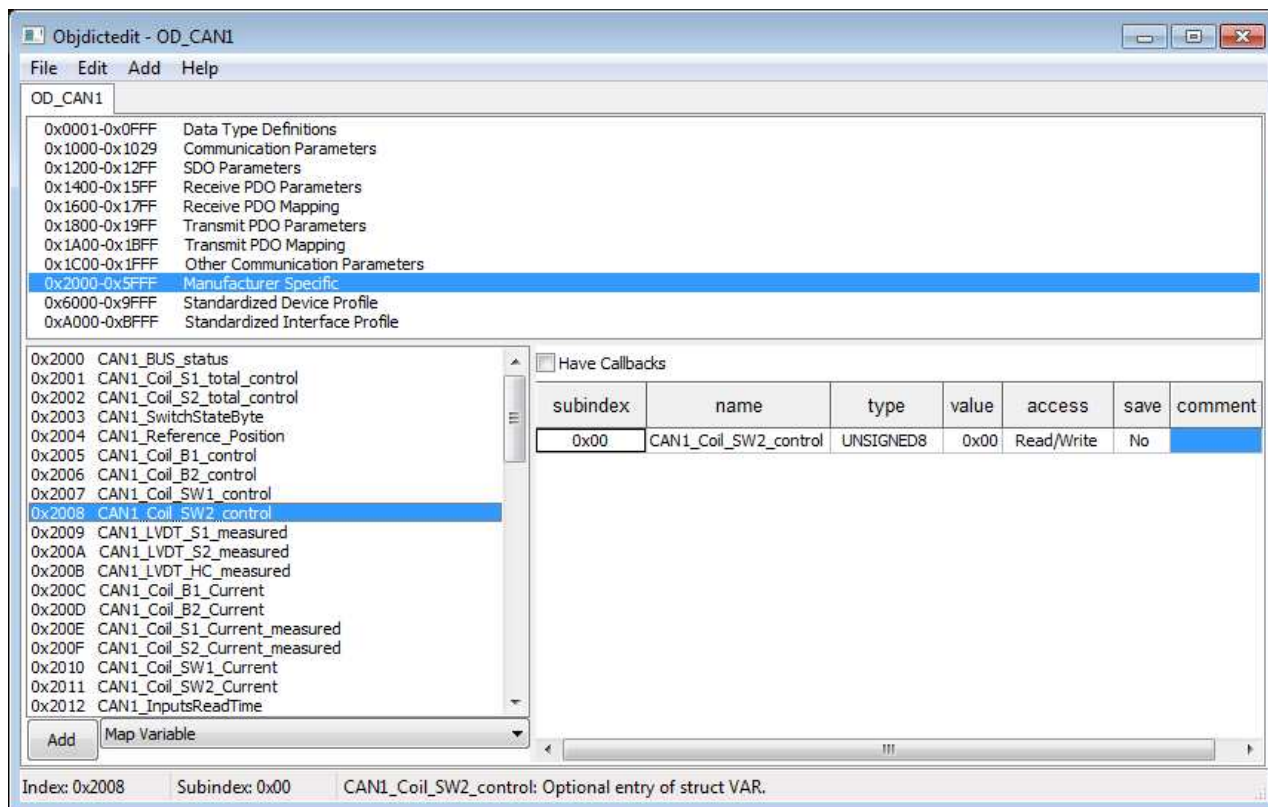 Objdictedit - OD_CAN1
File Edit Add Help
OD_CAN1
0x0001-0x0FFF Data Type Definitions
0x1000-0x1029 Communication Parameters
0x1200-0x12FF SDO Parameters
0x1400-0x15FF Receive PDO Parameters
0x1600-0x17FF Receive PDO Mapping
0x1800-0x19FF Transmit PDO Parameters
0x1A00-0x1BFF Transmit PDO Mapping
0x1C00-0x1FFF Other Communication Parameters
0x2000-0x5FFF Manufacturer Specific
0x6000-0x9FFF Standardized Device Profile
0xA000-0xBFFF Standardized Interface Profile
0x2000 CAN1_BUS_status
0x2001 CAN1_Coil_S1_total_control
0x2002 CAN1_Coil_S2_total_control
0x2003 CAN1_SwitchStateByte
0x2004 CAN1_Reference_Position
0x2005 CAN1_Coil_B1_control
0x2006 CAN1_Coil_B2_control
0x2007 CAN1_Coil_SW1_control
0x2008 CAN1_Coil_SW2_control
0x2009 CAN1_LVDT_S1_measured
0x200A CAN1_LVDT_S2_measured
0x200B CAN1_LVDT_HC_measured
0x200C CAN1_Coil_B1_Current
0x200D CAN1_Coil_B2_Current
0x200E CAN1_Coil_S1_Current_measured
0x200F CAN1_Coil_S2_Current_measured
0x2010 CAN1_Coil_SW1_Current
0x2011 CAN1_Coil_SW2_Current
0x2012 CAN1_InputsReadTime
Add Map Variable
Have Callbacks
subindex name type value access save comment
0x00 CAN1_Coil_SW2_control UNSIGNED8 0x00 Read/Write No
Index: 0x2008 Subindex: 0x00 CAN1_Coil_SW2_control: Optional entry of struct VAR.